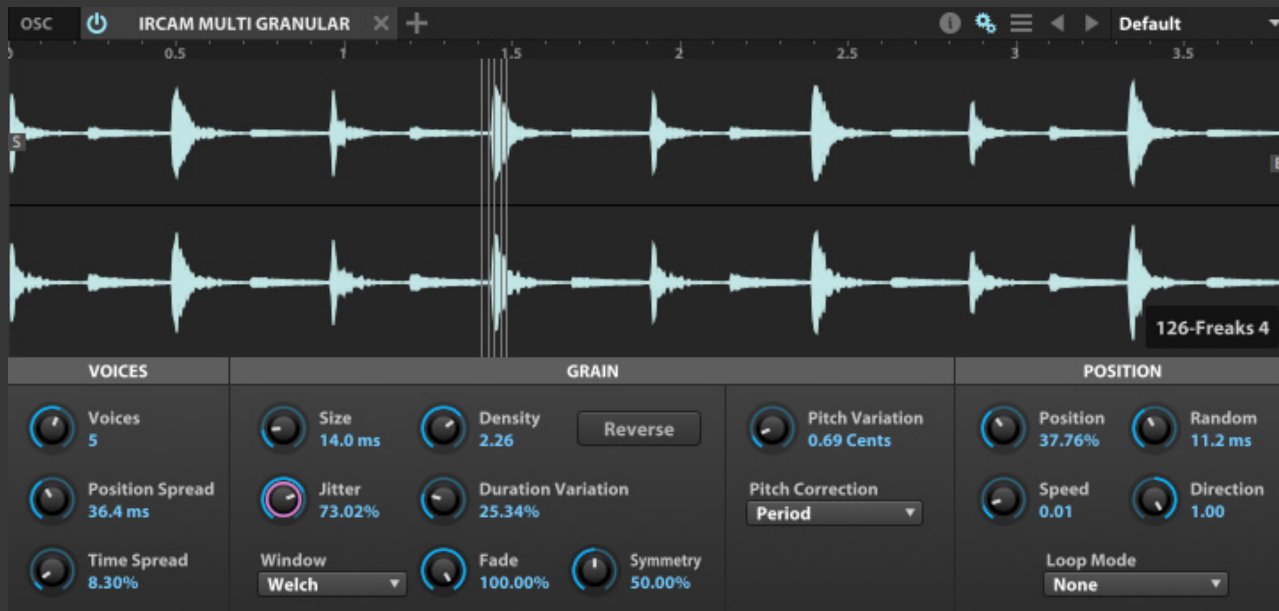 OSC IRCAM MULTI GRANULAR Default
0.5 1 1.5 2 2.5 3 3.5
S
126-Freaks 4
VOICES GRAIN POSITION
Voices
5
Size
14.0 ms
Density
2.26
Reverse
Pitch Variation
0.69 Cents
Position
37.76%
Random
11.2 ms
Position Spread
36.4 ms
Jitter
73.02%
Duration Variation
25.34%
Pitch Correction
Period
Speed
0.01
Direction
1.00
Time Spread
8.30%
Window
Welch
Fade
100.00%
Symmetry
50.00%
Loop Mode
None